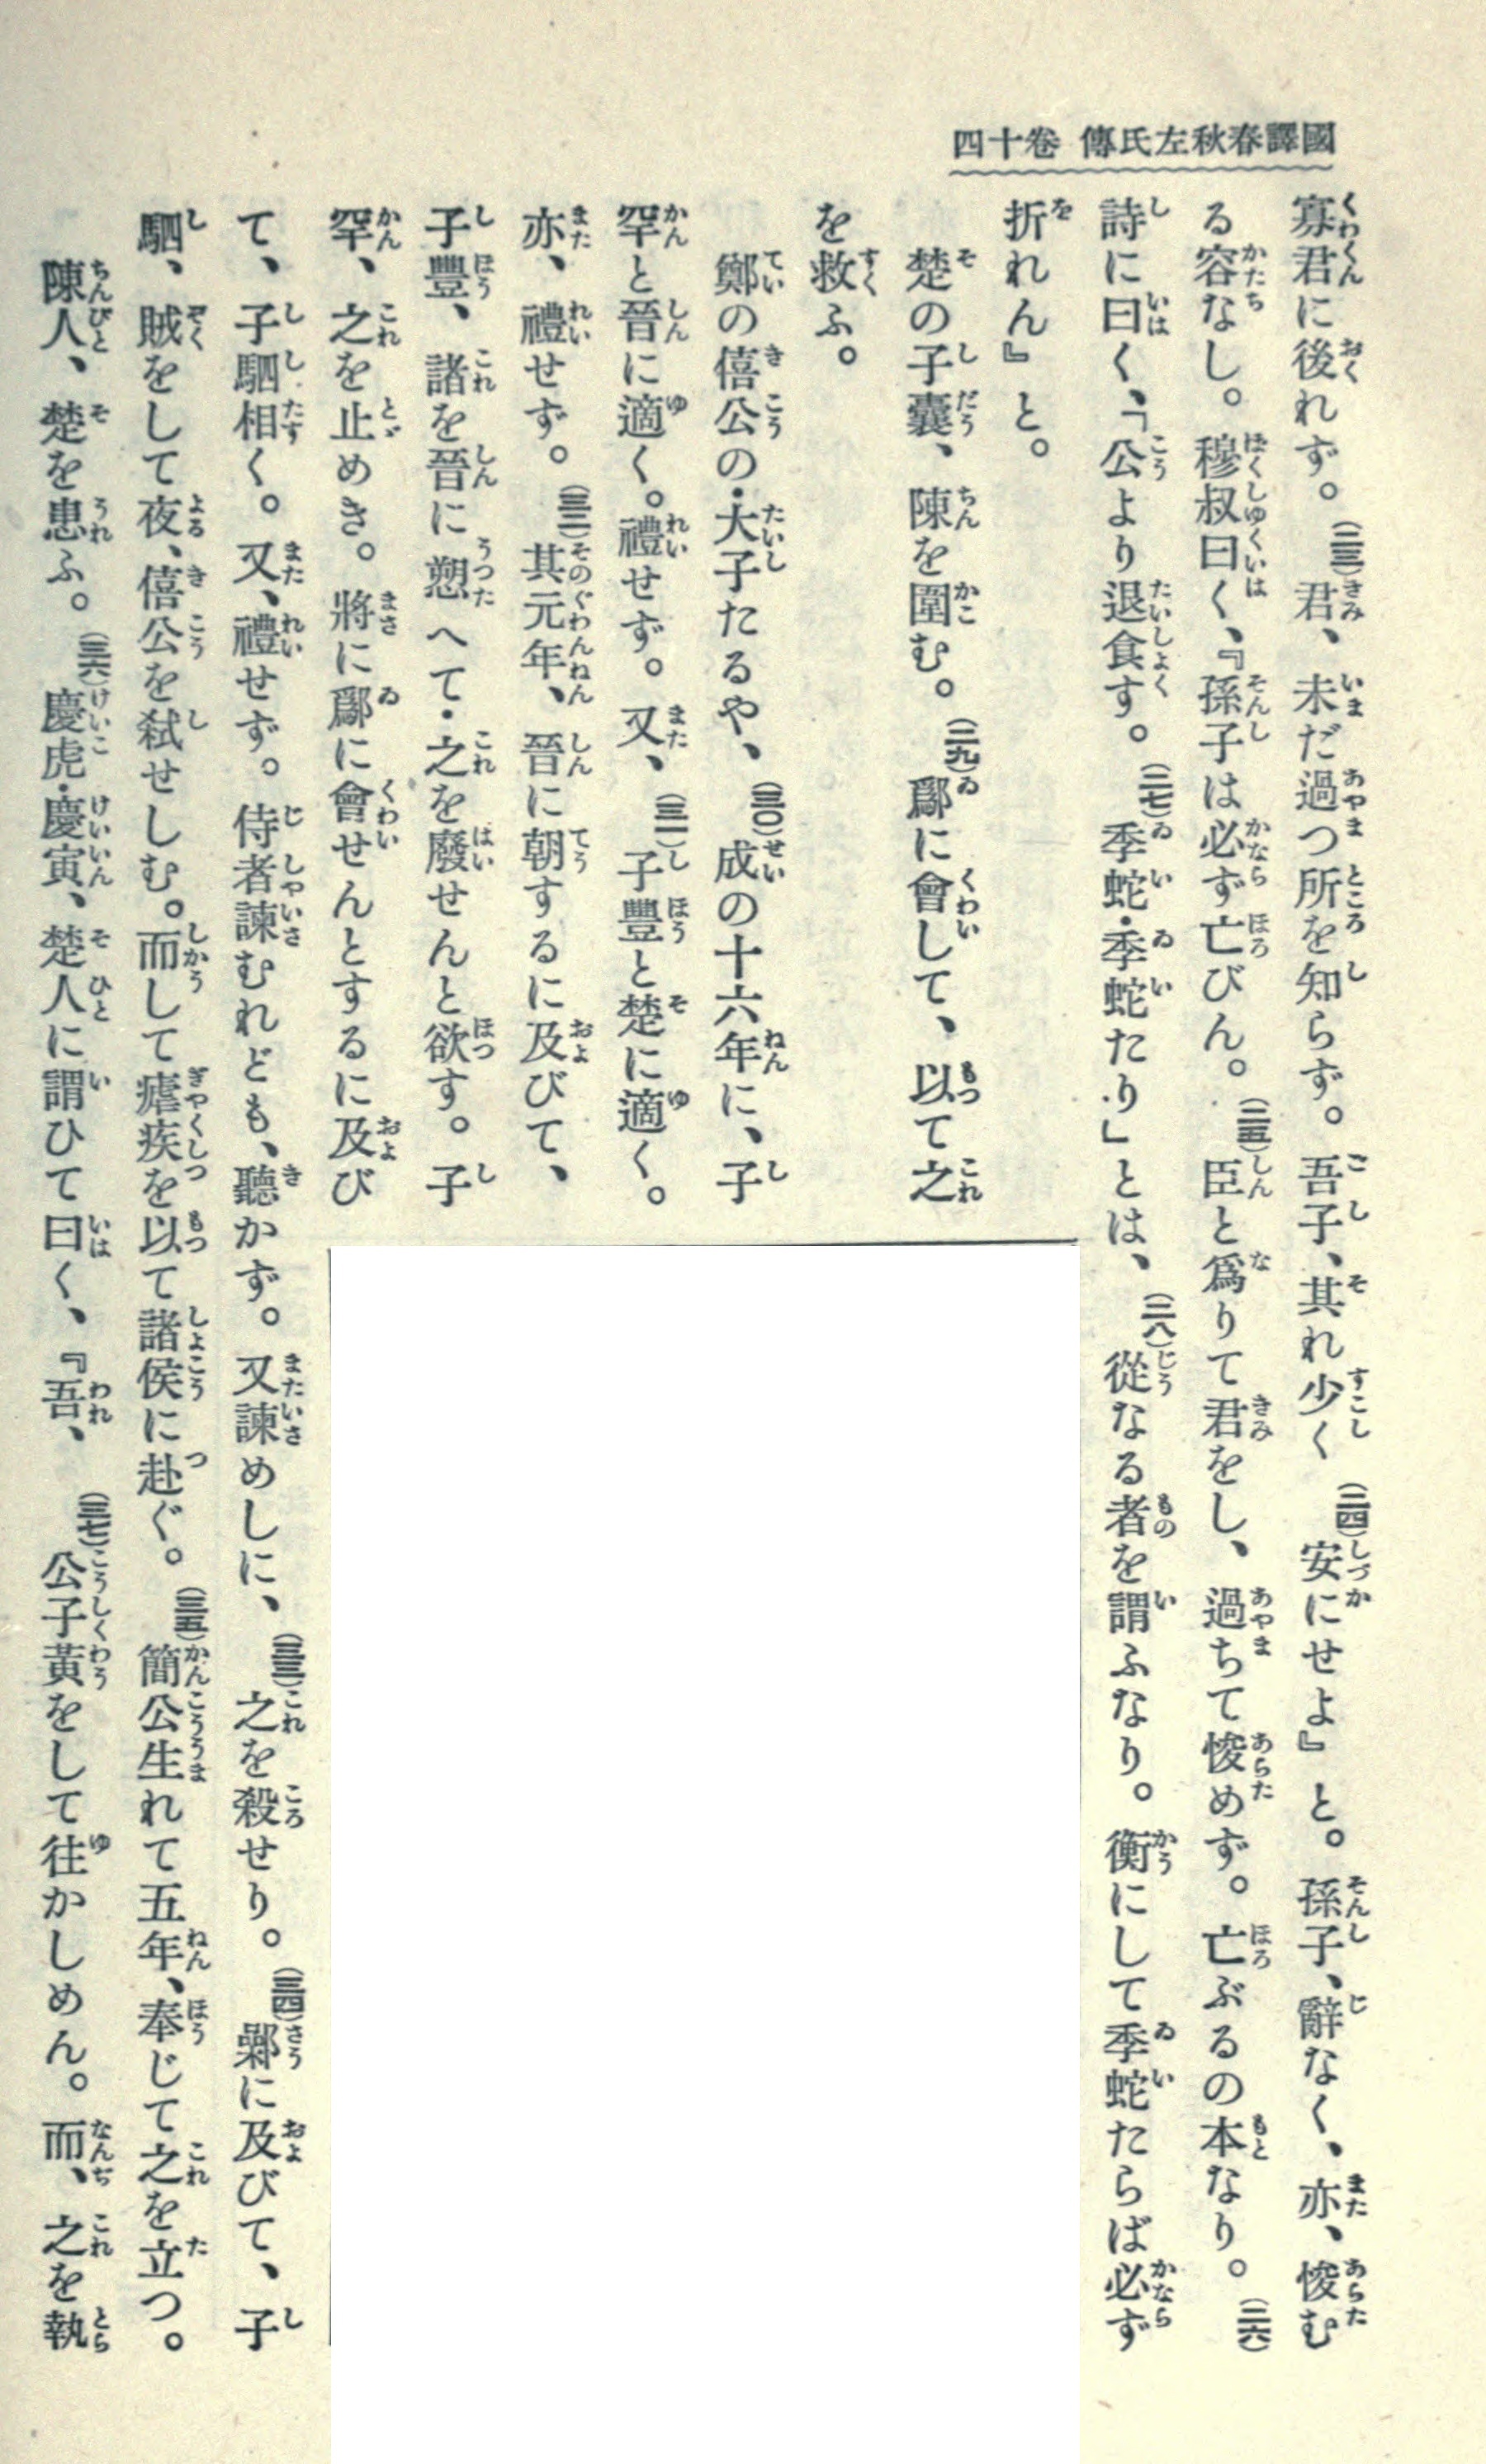 國譯春秋左氏傳 卷十四
寡君に後れず。(二三)君、未だ過つ所を知らず。吾子、其れ少く(二四)安にせよ』と。孫子、辭なく、亦、悛む
る容なし。穆叔曰く、『孫子は必ず亡びん。(二五)臣と爲りて君をし、過ちて悛めず。亡ぶるの本なり。(二六)
詩に曰く、「公より退食す。(二七)委蛇・委蛇たり」とは、(二八)從なる者を謂ふなり。衡にして委蛇たらば必ず
折れん』と。
楚の子囊、陳を圍む。(二九)鄬に會して、以て之
を救ふ。
鄭の僖公の・大子たるや、(三〇)成の十六年に、子
罕と晉に適く。禮せず。又、(三一)子豐と楚に適く。
亦、禮せず。(三二)其元年、晉に朝するに及びて、
子豐、諸を晉に愬へて・之を廢せんと欲す。子
罕、之を止めき。將に鄬に會せんとするに及び
て、子駟相く。又、禮せず。侍者諫むれども、聽かず。又諫めしに、(三三)之を殺せり。(三四)鄵に及びて、子
駟、賊をして夜、僖公を弑せしむ。而して瘧疾を以て諸侯に赴ぐ。(三五)簡公生れて五年、奉じて之を立つ。
陳人、楚を患ふ。(三六)慶虎・慶寅、楚人に謂ひて曰く、『吾、(三七)公子黃をして往かしめん。而、之を執